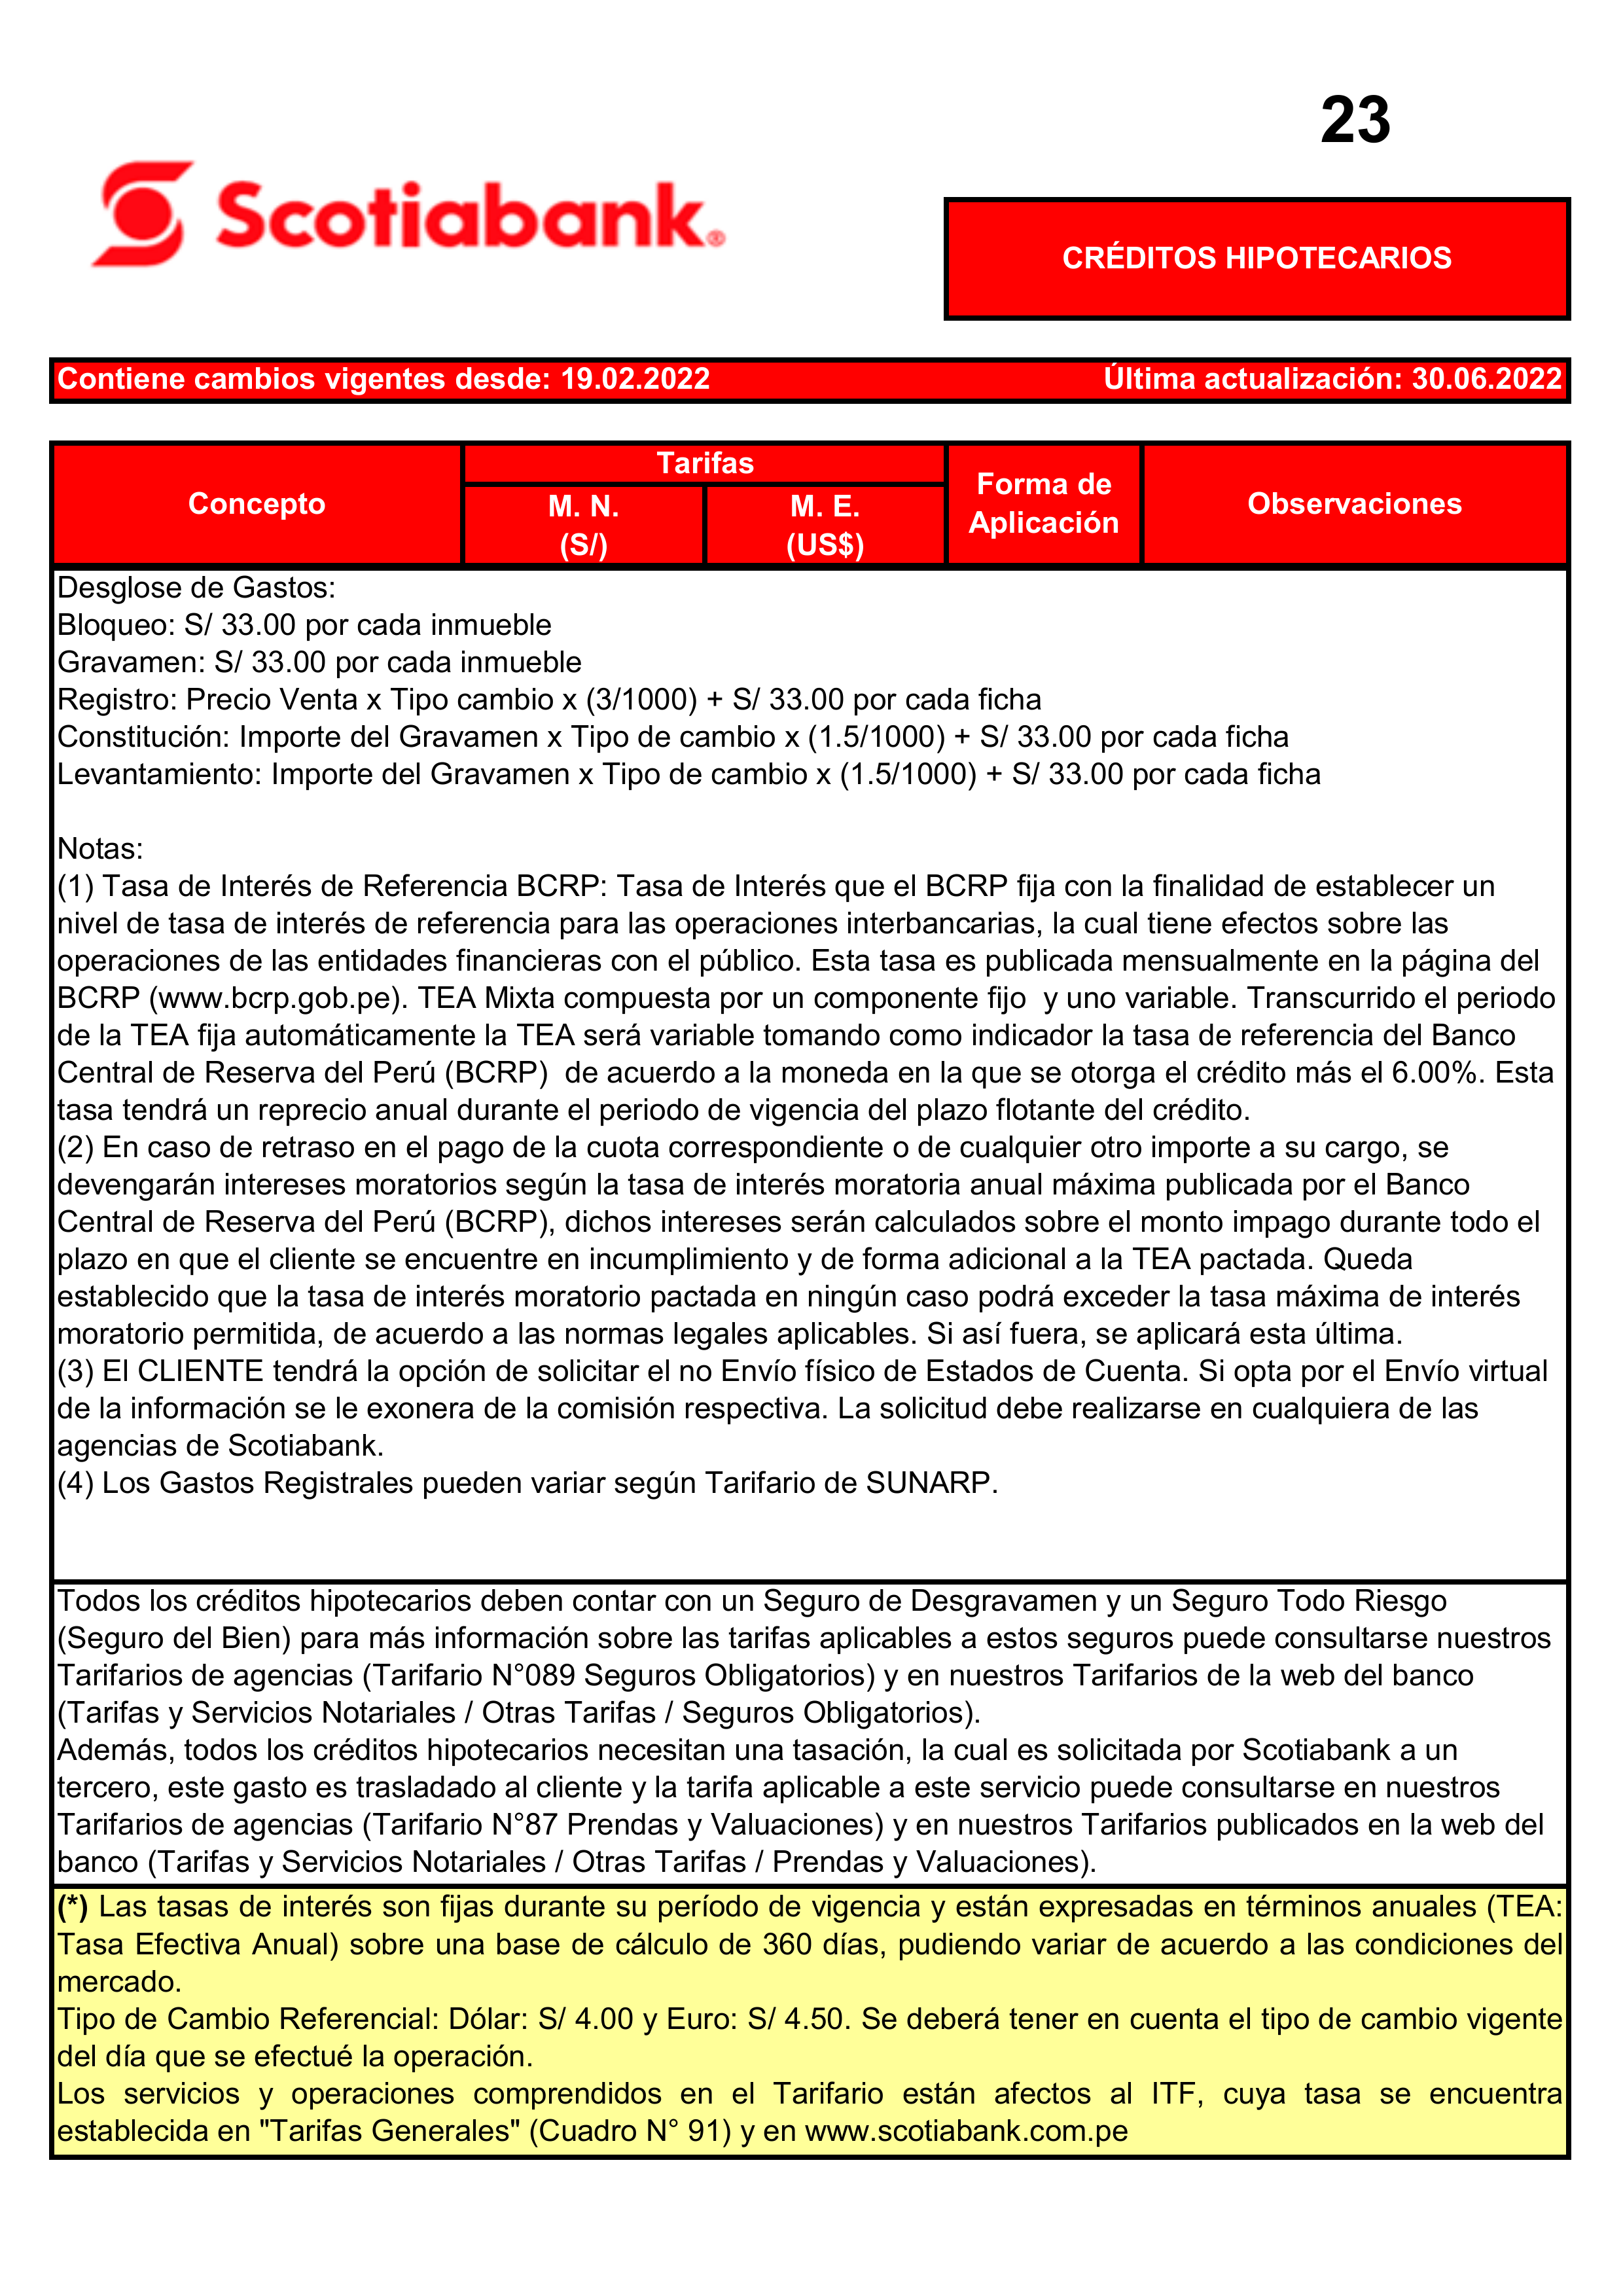 23
Scotiabank®
CRÉDITOS HIPOTECARIOS
Contiene cambios vigentes desde: 19.02.2022 Última actualización: 30.06.2022
Concepto
Tarifas
M. N.
(S/)
M. E.
(US$)
Forma de
Aplicación
Observaciones
Desglose de Gastos:
Bloqueo: S/ 33.00 por cada inmueble
Gravamen: S/ 33.00 por cada inmueble
Registro: Precio Venta x Tipo cambio x (3/1000) + S/ 33.00 por cada ficha
Constitución: Importe del Gravamen x Tipo de cambio x (1.5/1000) + S/ 33.00 por cada ficha
Levantamiento: Importe del Gravamen x Tipo de cambio x (1.5/1000) + S/ 33.00 por cada ficha
Notas:
(1) Tasa de Interés de Referencia BCRP: Tasa de Interés que el BCRP fija con la finalidad de establecer un
nivel de tasa de interés de referencia para las operaciones interbancarias, la cual tiene efectos sobre las
operaciones de las entidades financieras con el público. Esta tasa es publicada mensualmente en la página del
BCRP (www.bcrp.gob.pe). TEA Mixta compuesta por un componente fijo  y uno variable. Transcurrido el periodo
de la TEA fija automáticamente la TEA será variable tomando como indicador la tasa de referencia del Banco
Central de Reserva del Perú (BCRP)  de acuerdo a la moneda en la que se otorga el crédito más el 6.00%. Esta
tasa tendrá un reprecio anual durante el periodo de vigencia del plazo flotante del crédito.
(2) En caso de retraso en el pago de la cuota correspondiente o de cualquier otro importe a su cargo, se
devengarán intereses moratorios según la tasa de interés moratoria anual máxima publicada por el Banco
Central de Reserva del Perú (BCRP), dichos intereses serán calculados sobre el monto impago durante todo el
plazo en que el cliente se encuentre en incumplimiento y de forma adicional a la TEA pactada. Queda
establecido que la tasa de interés moratorio pactada en ningún caso podrá exceder la tasa máxima de interés
moratorio permitida, de acuerdo a las normas legales aplicables. Si así fuera, se aplicará esta última.
(3) El CLIENTE tendrá la opción de solicitar el no Envío físico de Estados de Cuenta. Si opta por el Envío virtual
de la información se le exonera de la comisión respectiva. La solicitud debe realizarse en cualquiera de las
agencias de Scotiabank.
(4) Los Gastos Registrales pueden variar según Tarifario de SUNARP.
Todos los créditos hipotecarios deben contar con un Seguro de Desgravamen y un Seguro Todo Riesgo
(Seguro del Bien) para más información sobre las tarifas aplicables a estos seguros puede consultarse nuestros
Tarifarios de agencias (Tarifario N°089 Seguros Obligatorios) y en nuestros Tarifarios de la web del banco
(Tarifas y Servicios Notariales / Otras Tarifas / Seguros Obligatorios).
Además, todos los créditos hipotecarios necesitan una tasación, la cual es solicitada por Scotiabank a un
tercero, este gasto es trasladado al cliente y la tarifa aplicable a este servicio puede consultarse en nuestros
Tarifarios de agencias (Tarifario N°87 Prendas y Valuaciones) y en nuestros Tarifarios publicados en la web del
banco (Tarifas y Servicios Notariales / Otras Tarifas / Prendas y Valuaciones).
(*) Las tasas de interés son fijas durante su período de vigencia y están expresadas en términos anuales (TEA:
Tasa Efectiva Anual) sobre una base de cálculo de 360 días, pudiendo variar de acuerdo a las condiciones del
mercado.
Tipo de Cambio Referencial: Dólar: S/ 4.00 y Euro: S/ 4.50. Se deberá tener en cuenta el tipo de cambio vigente
del día que se efectué la operación.
Los servicios y operaciones comprendidos en el Tarifario están afectos al ITF, cuya tasa se encuentra
establecida en "Tarifas Generales" (Cuadro N° 91) y en www.scotiabank.com.pe